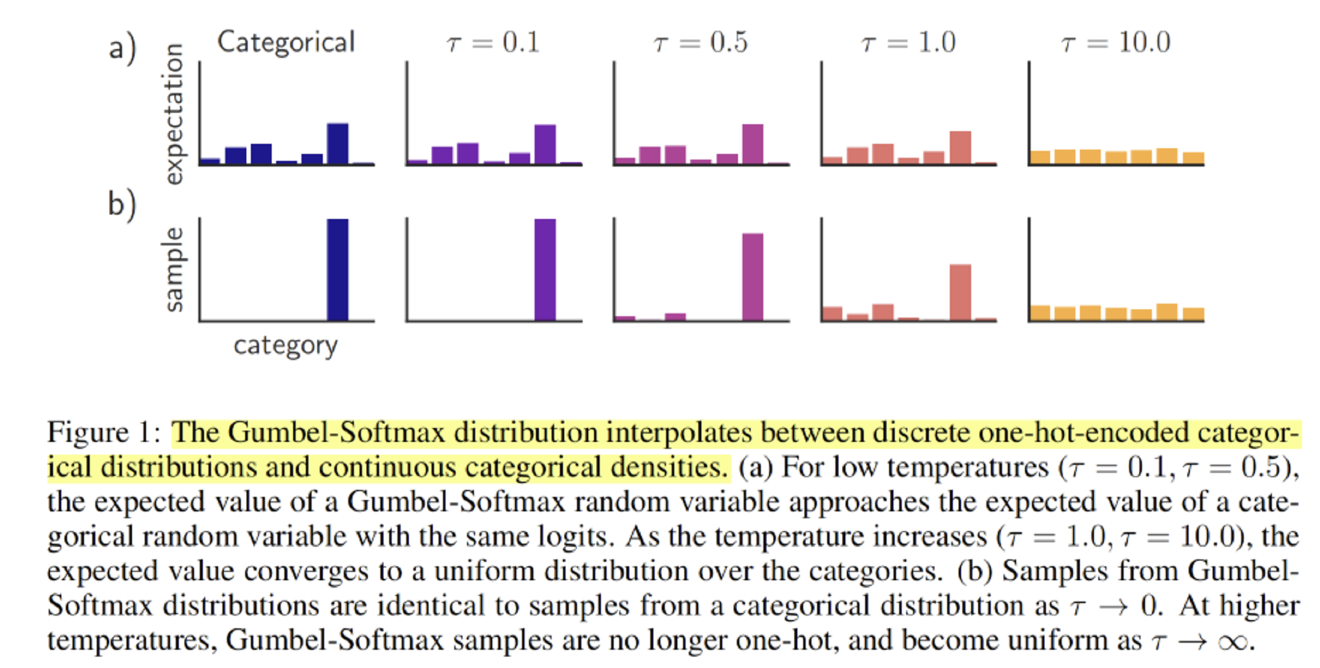 a)
Categorical
τ = 0.1
τ = 0.5
τ = 1.0
τ = 10.0
expectation
b)
sample
category
Figure 1: The Gumbel-Softmax distribution interpolates between discrete one-hot-encoded categor-
ical distributions and continuous categorical densities. (a) For low temperatures (τ = 0.1, τ = 0.5),
the expected value of a Gumbel-Softmax random variable approaches the expected value of a cate-
gorical random variable with the same logits. As the temperature increases (τ = 1.0, τ = 10.0), the
expected value converges to a uniform distribution over the categories. (b) Samples from Gumbel-
Softmax distributions are identical to samples from a categorical distribution as τ → 0. At higher
temperatures, Gumbel-Softmax samples are no longer one-hot, and become uniform as τ → ∞.